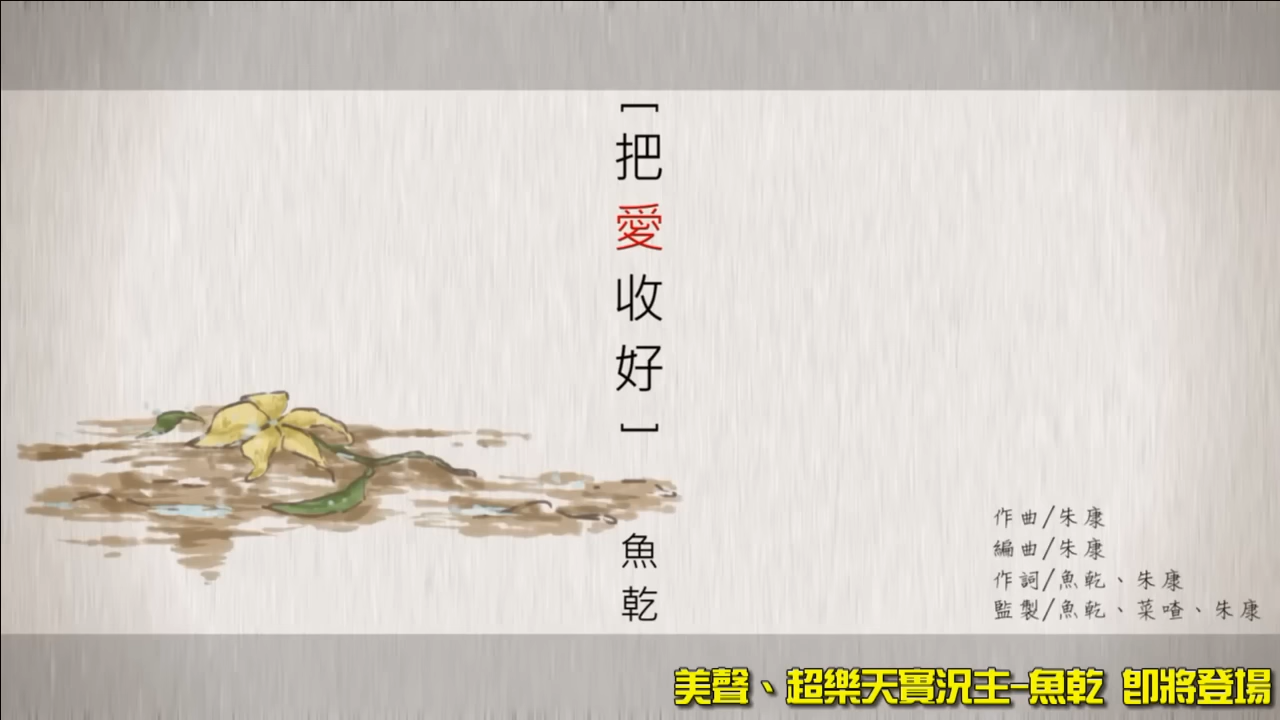 [把愛收好]
魚乾
作曲/朱康
編曲/朱康
作詞/魚乾、朱康
監製/魚乾、菜喳、朱康
美聲、超樂天實況主-魚乾 即將登場